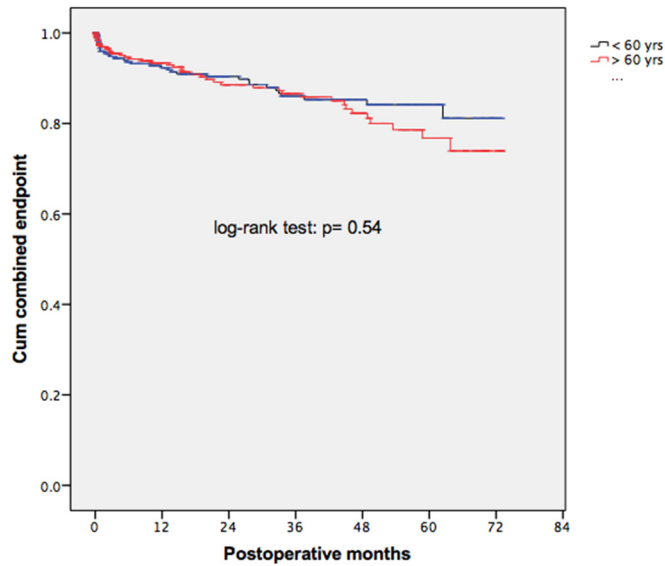 1.0
0.8
0.6
0.4
0.2
0.0
Cum combined endpoint
log-rank test: p= 0.54
0 12 24 36 48 60 72 84
Postoperative months
< 60 yrs
> 60 yrs
...